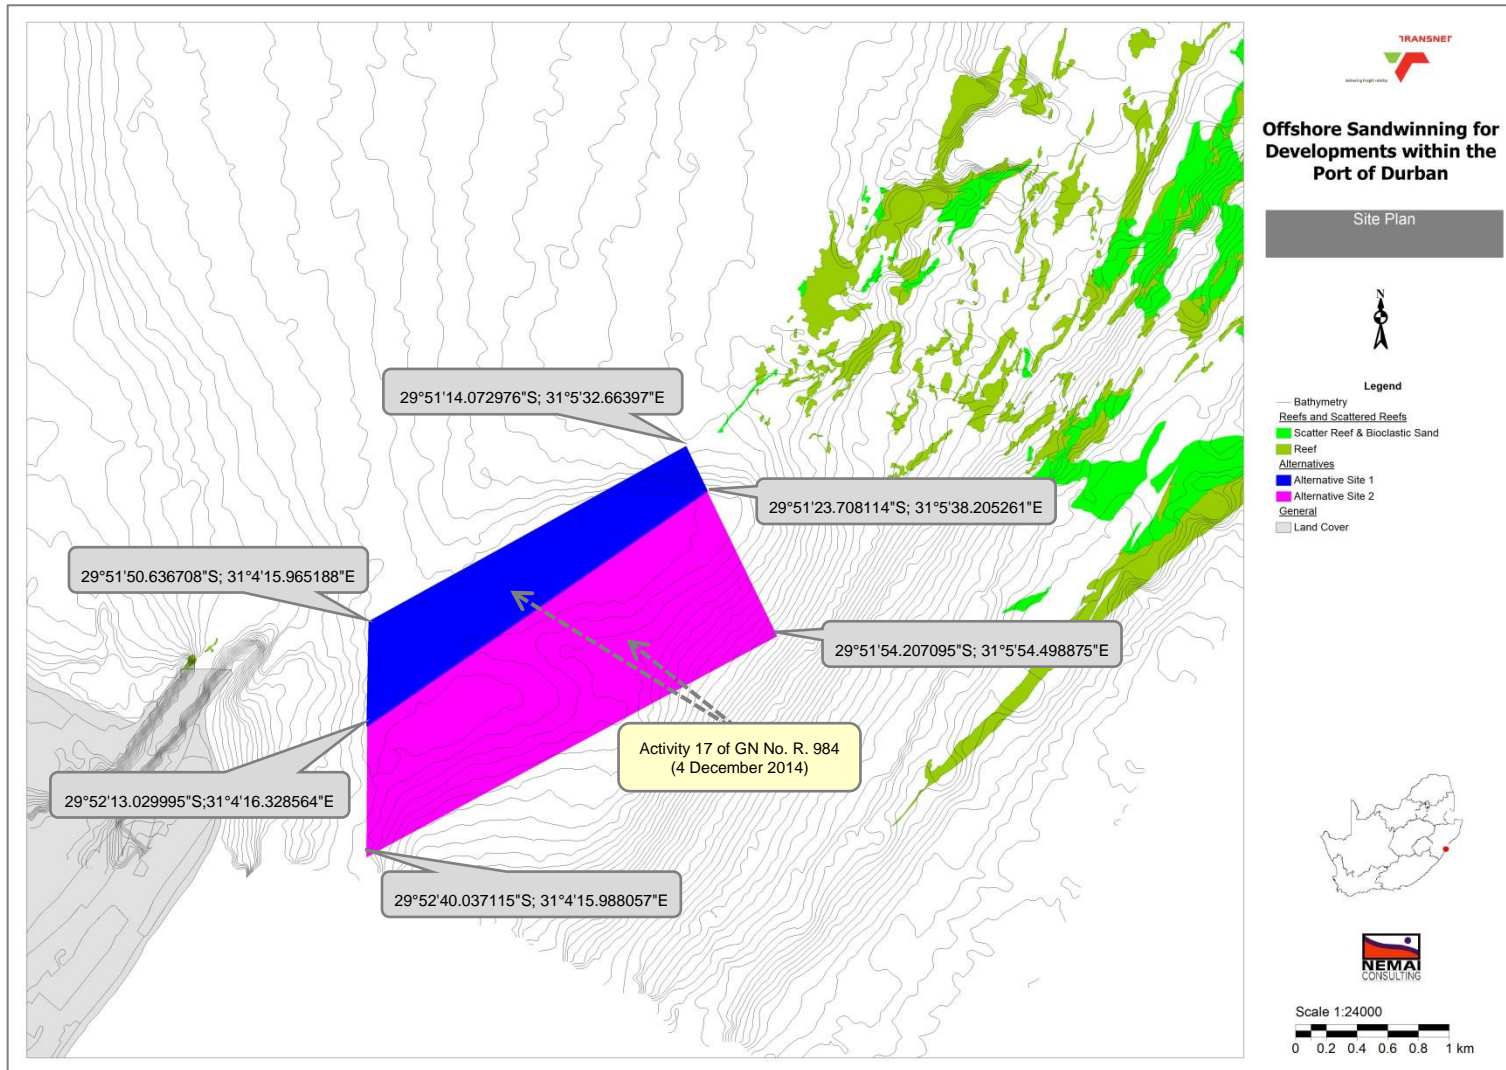 TRANSNET
delivering freight reliably
Offshore Sandwinning for
Developments within the
Port of Durban
Site Plan
N
Legend
Bathymetry
Reefs and Scattered Reefs
Scatter Reef & Bioclastic Sand
Reef
Alternatives
Alternative Site 1
Alternative Site 2
General
Land Cover
29°51'14.072976"S; 31°5'32.66397"E
29°51'23.708114"S; 31°5'38.205261"E
29°51'50.636708"S; 31°4'15.965188"E
29°51'54.207095"S; 31°5'54.498875"E
Activity 17 of GN No. R. 984
(4 December 2014)
29°52'13.029995"S;31°4'16.328564"E
29°52'40.037115"S; 31°4'15.988057"E
NEMAI
CONSULTING
Scale 1:24000
0 0.2 0.4 0.6 0.8 1 km